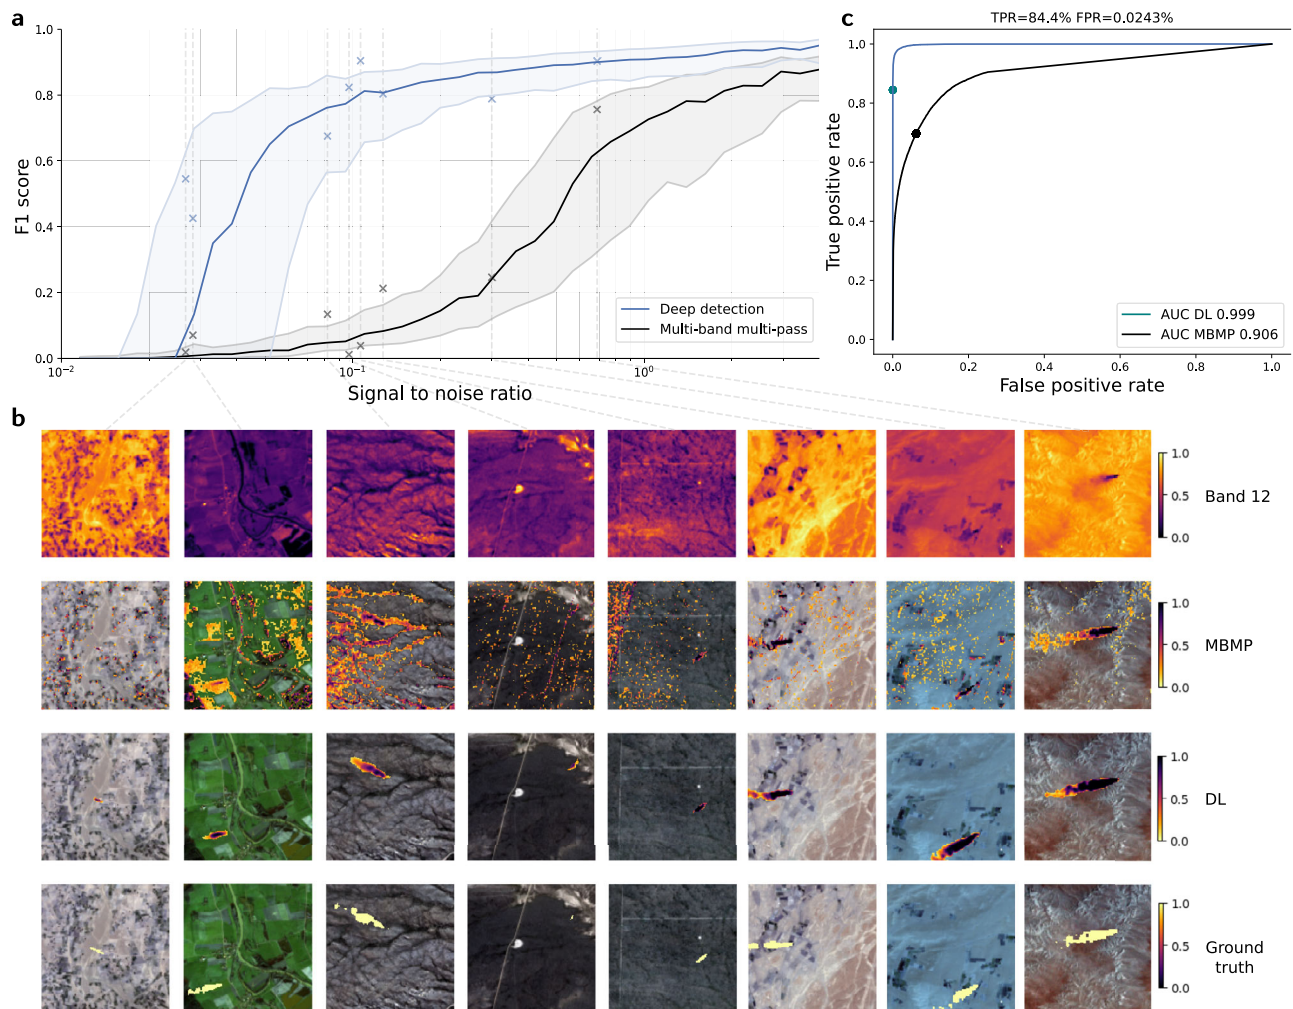 a
1.0
0.8
0.6
0.4
0.2
0.0
F1 score
10⁻²
10⁻¹
10⁰
Signal to noise ratio
Deep detection
Multi-band multi-pass
c
TPR=84.4% FPR=0.0243%
1.0
0.8
0.6
0.4
0.2
0.0
True positive rate
0.0 0.2 0.4 0.6 0.8 1.0
False positive rate
AUC DL 0.999
AUC MBMP 0.906
b
1.0
0.5
0.0
Band 12
1.0
0.5
0.0
MBMP
1.0
0.5
0.0
DL
1.0
0.5
0.0
Ground
truth